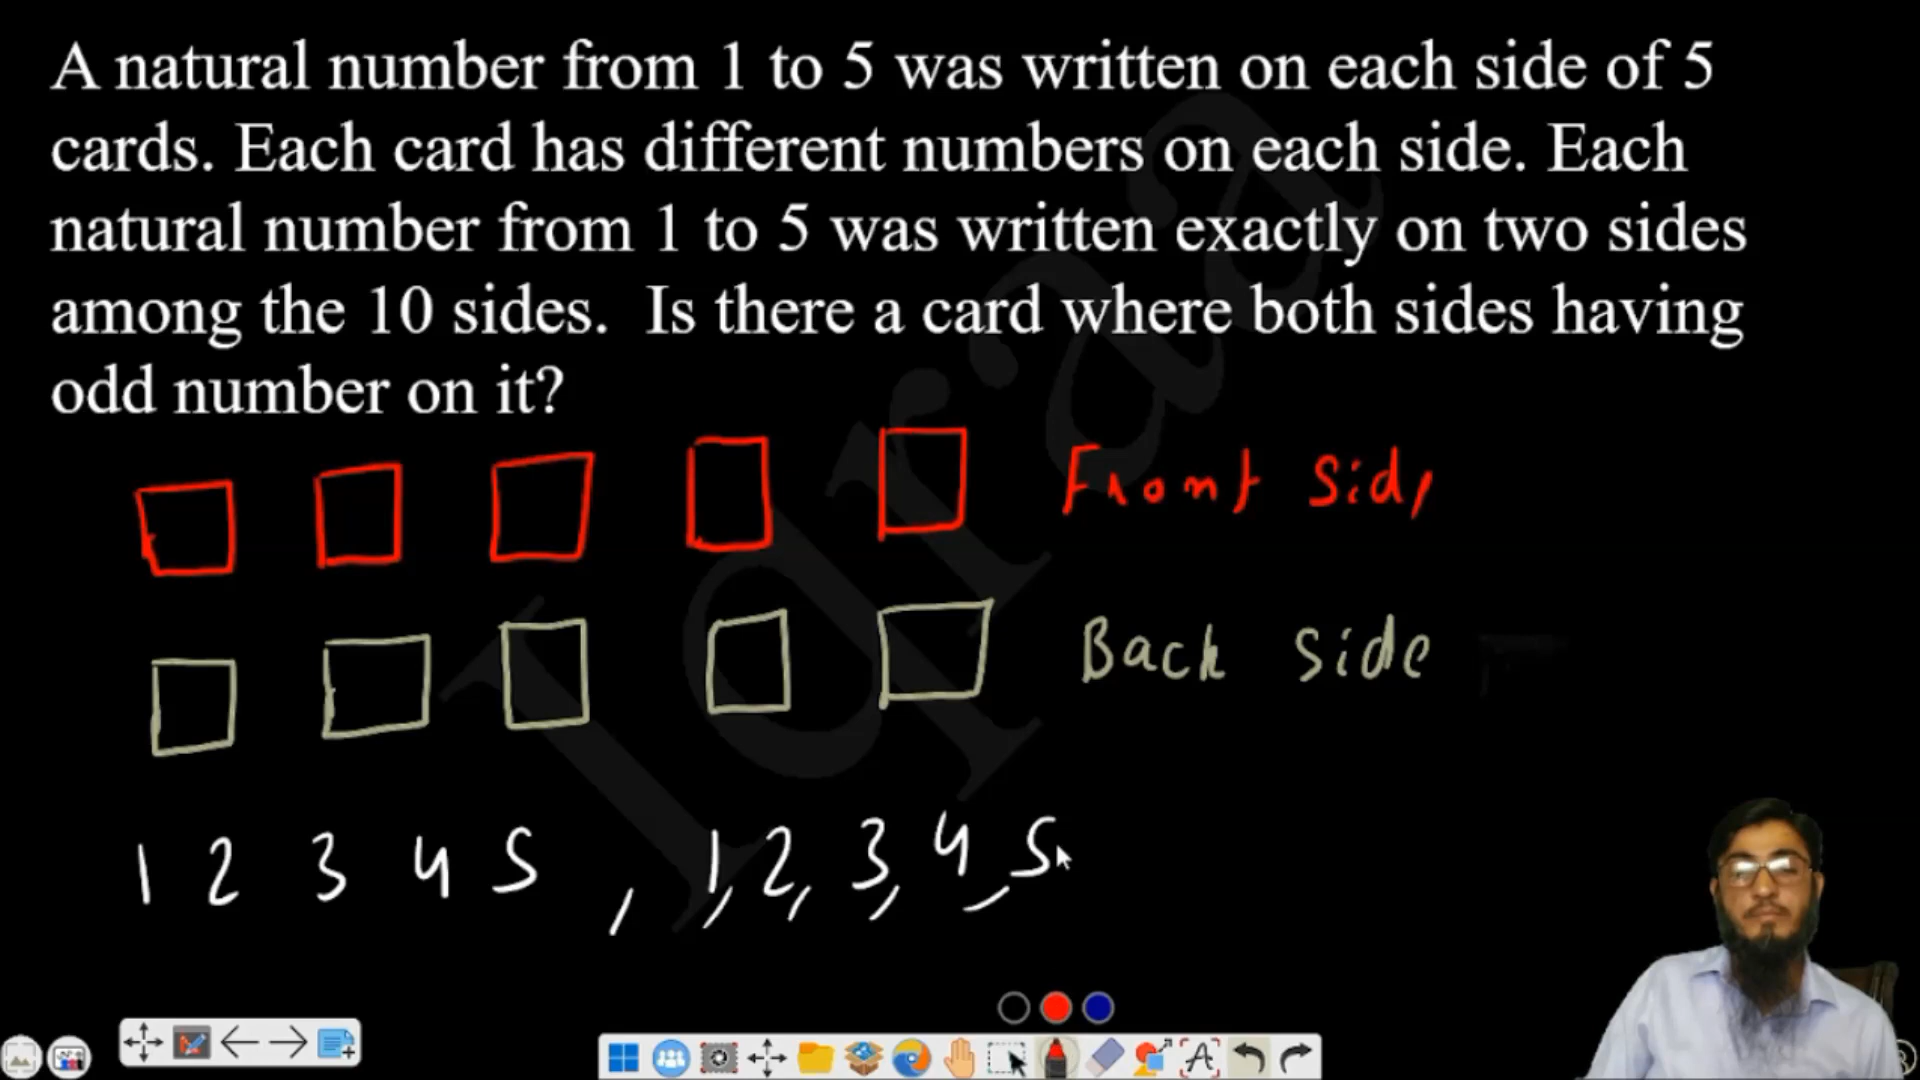 A natural number from 1 to 5 was written on each side of 5
cards. Each card has different numbers on each side. Each
natural number from 1 to 5 was written exactly on two sides
among the 10 sides. Is there a card where both sides having
odd number on it?
Front Side
Back Side
1 2 3 4 5 , 1, 2, 3, 4, 5
Iqraa